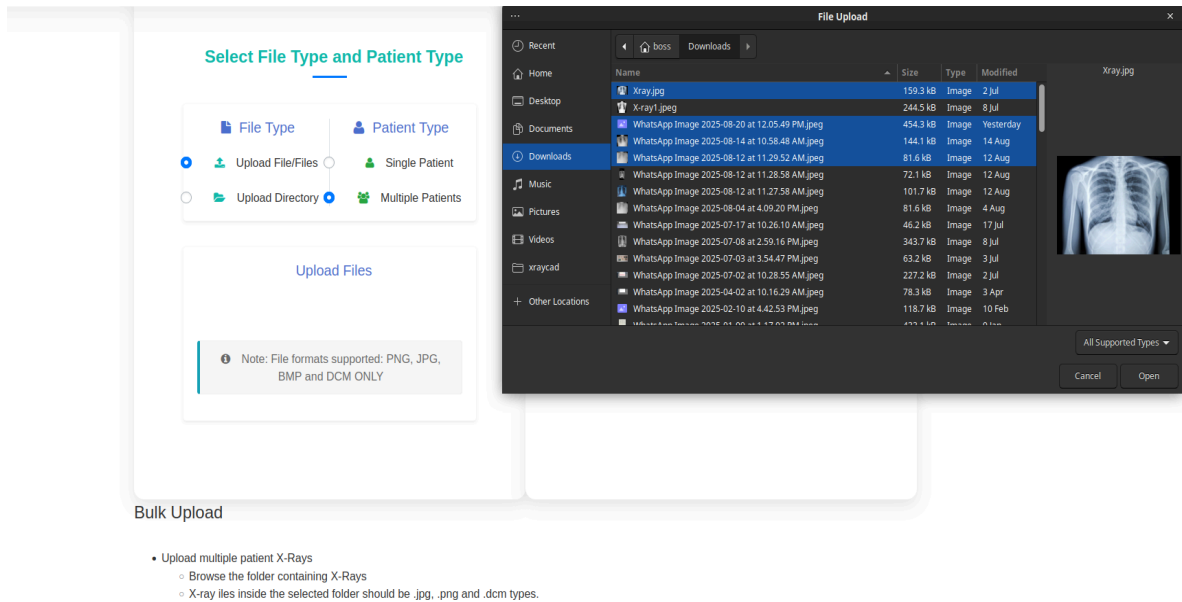 Select File Type and Patient Type
File Type
Patient Type
Upload File/Files
Single Patient
Upload Directory
Multiple Patients
Upload Files
Note: File formats supported: PNG, JPG,
BMP and DCM ONLY
File Upload
Recent
Home
Desktop
Documents
Downloads
Music
Pictures
Videos
xraycad
Other Locations
boss Downloads
Name Size Type Modified
Xray.jpg 159.3 kB Image 2 Jul
X-ray1.jpeg 244.5 kB Image 8 Jul
WhatsApp Image 2025-08-20 at 12.05.49 PM.jpeg 454.3 kB Image Yesterday
WhatsApp Image 2025-08-14 at 10.58.48 AM.jpeg 144.1 kB Image 14 Aug
WhatsApp Image 2025-08-12 at 11.29.52 AM.jpeg 81.6 kB Image 12 Aug
WhatsApp Image 2025-08-12 at 11.28.58 AM.jpeg 72.1 kB Image 12 Aug
WhatsApp Image 2025-08-12 at 11.27.58 AM.jpeg 101.7 kB Image 12 Aug
WhatsApp Image 2025-08-04 at 4.09.20 PM.jpeg 81.6 kB Image 4 Aug
WhatsApp Image 2025-07-17 at 10.26.10 AM.jpeg 46.2 kB Image 17 Jul
WhatsApp Image 2025-07-08 at 2.59.16 PM.jpeg 343.7 kB Image 8 Jul
WhatsApp Image 2025-07-03 at 3.54.47 PM.jpeg 63.2 kB Image 3 Jul
WhatsApp Image 2025-07-02 at 10.28.55 AM.jpeg 227.2 kB Image 2 Jul
WhatsApp Image 2025-04-02 at 10.16.29 AM.jpeg 78.3 kB Image 3 Apr
WhatsApp Image 2025-02-10 at 4.42.53 PM.jpeg 118.7 kB Image 10 Feb
Xray.jpg
All Supported Types
Cancel
Open
Bulk Upload
Upload multiple patient X-Rays
Browse the folder containing X-Rays
X-ray iles inside the selected folder should be .jpg, .png and .dcm types.